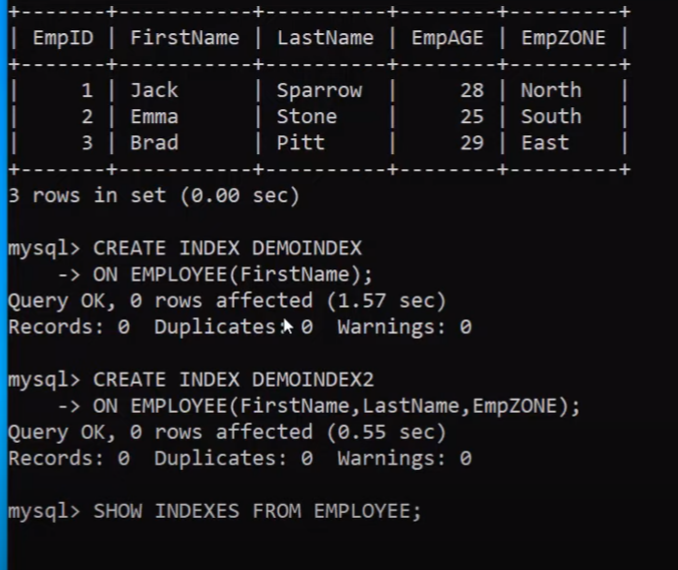 +-------+-----------+----------+--------+---------+
| EmpID | FirstName | LastName | EmpAGE | EmpZONE |
+-------+-----------+----------+--------+---------+
|     1 | Jack      | Sparrow  |     28 | North   |
|     2 | Emma      | Stone    |     25 | South   |
|     3 | Brad      | Pitt     |     29 | East    |
+-------+-----------+----------+--------+---------+
3 rows in set (0.00 sec)

mysql> CREATE INDEX DEMOINDEX
    -> ON EMPLOYEE(FirstName);
Query OK, 0 rows affected (1.57 sec)
Records: 0  Duplicates: 0  Warnings: 0

mysql> CREATE INDEX DEMOINDEX2
    -> ON EMPLOYEE(FirstName,LastName,EmpZONE);
Query OK, 0 rows affected (0.55 sec)
Records: 0  Duplicates: 0  Warnings: 0

mysql> SHOW INDEXES FROM EMPLOYEE;